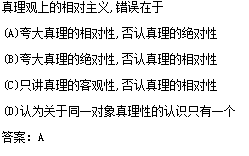 真理观上的相对主义,错误在于
(A)夸大真理的相对性,否认真理的绝对性
(B)夸大真理的绝对性,否认真理的相对性
(C)只讲真理的客观性,否认真理的相对性
(D)认为关于同一对象真理性的认识只有一个
答案: A